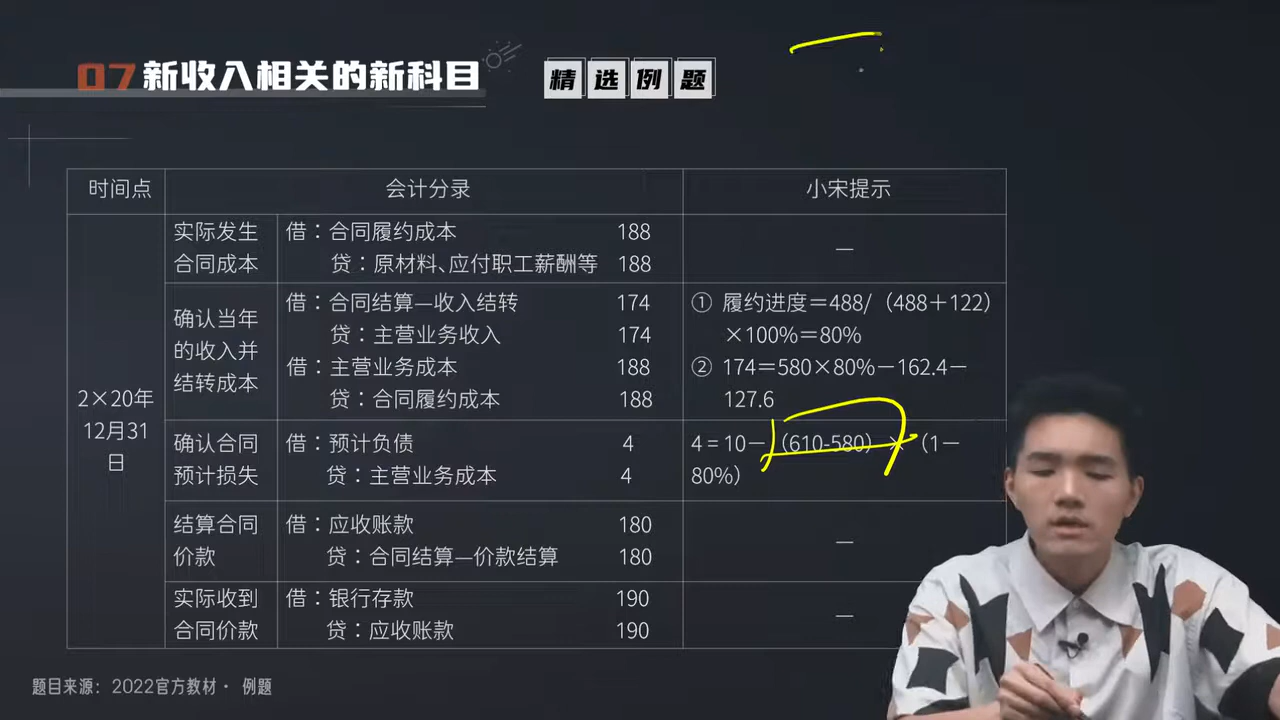 07 新收入相关的新科目
精选例题
时间点 会计分录 小宋提示
2×20年
12月31
日
实际发生
合同成本
借：合同履约成本 188
贷：原材料、应付职工薪酬等 188
—
确认当年
的收入并
结转成本
借：合同结算—收入结转 174
贷：主营业务收入 174
借：主营业务成本 188
贷：合同履约成本 188
① 履约进度＝488/（488＋122）
×100%＝80%
② 174＝580×80%－162.4－
127.6
确认合同
预计损失
借：预计负债 4
贷：主营业务成本 4
4＝10－（610-580）×（1－
80%）
结算合同
价款
借：应收账款 180
贷：合同结算—价款结算 180
—
实际收到
合同价款
借：银行存款 190
贷：应收账款 190
—
题目来源：2022官方教材· 例题